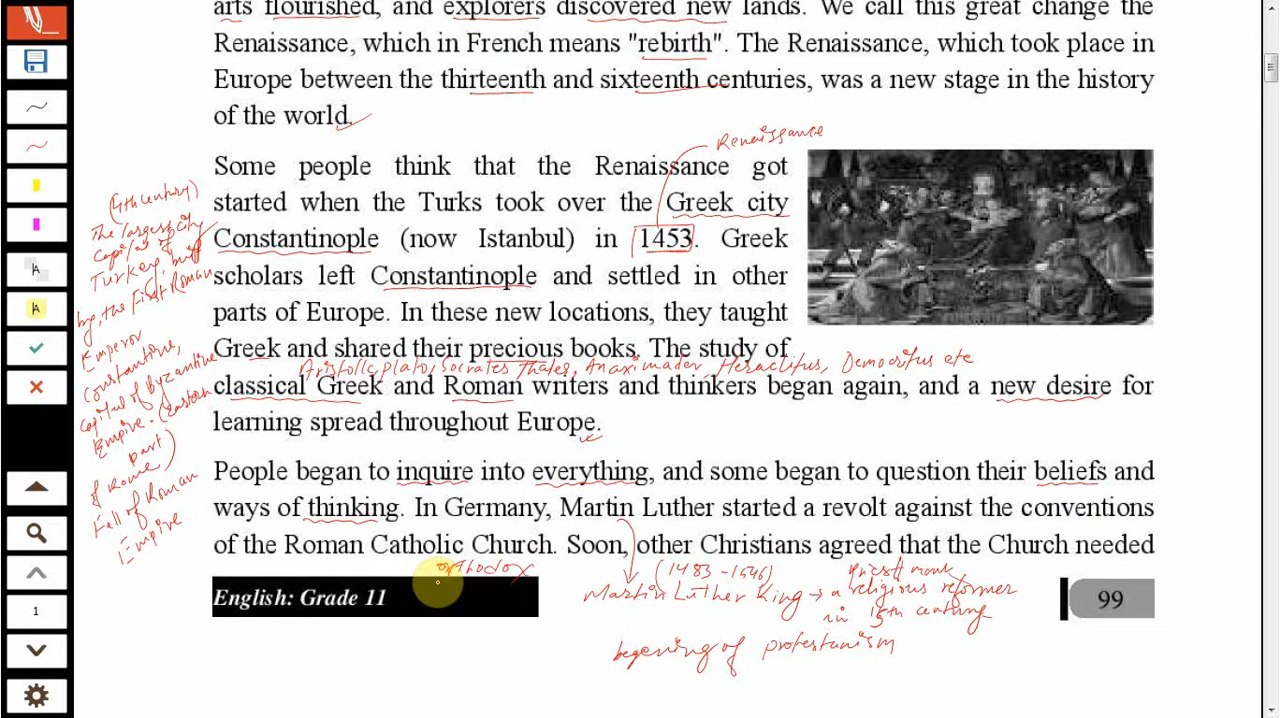 arts flourished, and explorers discovered new lands. We call this great change the
Renaissance, which in French means "rebirth". The Renaissance, which took place in
Europe between the thirteenth and sixteenth centuries, was a new stage in the history
of the world.
Renaissance
Some people think that the Renaissance got
started when the Turks took over the Greek city
Constantinople (now Istanbul) in 1453. Greek
scholars left Constantinople and settled in other
parts of Europe. In these new locations, they taught
Greek and shared their precious books. The study of
Aristotle, plato, Socrates Thales, Anaximader, Heraclitus, Democritus etc
classical Greek and Roman writers and thinkers began again, and a new desire for
learning spread throughout Europe.
The largest city
capital of
Turkey, built
by, the First Roman
Emperor
Constantine,
capital of Byzantine
Empire - (Eastern
part)
of Rome
Fall of Roman
Empire
People began to inquire into everything, and some began to question their beliefs and
ways of thinking. In Germany, Martin Luther started a revolt against the conventions
of the Roman Catholic Church. Soon, other Christians agreed that the Church needed
orthodox
(1483 - 1546)
Martin Luther King → a religious reformer
in 15th century
begening of protestanism
English: Grade 11
99
A
A
1